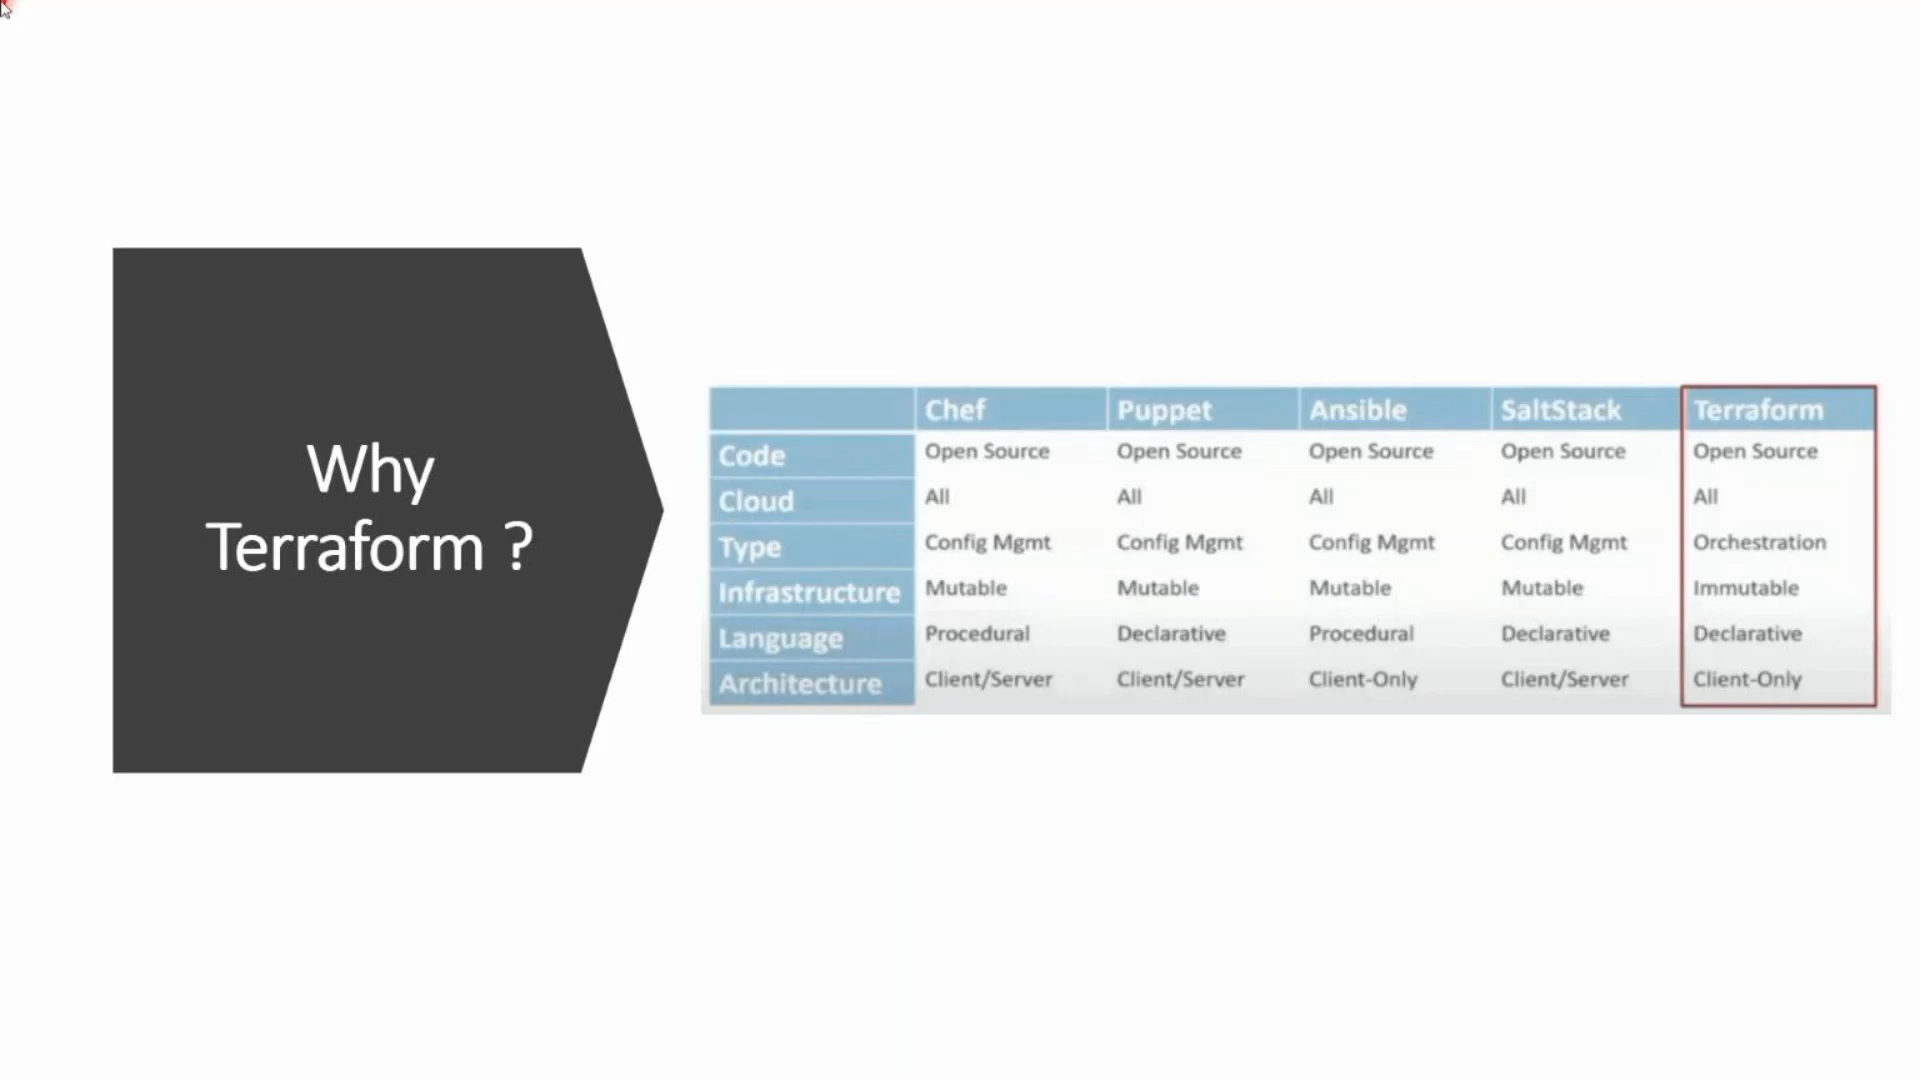 Why
Terraform ?
Chef Puppet Ansible SaltStack Terraform
Code Open Source Open Source Open Source Open Source Open Source
Cloud All All All All All
Type Config Mgmt Config Mgmt Config Mgmt Config Mgmt Orchestration
Infrastructure Mutable Mutable Mutable Mutable Immutable
Language Procedural Declarative Procedural Declarative Declarative
Architecture Client/Server Client/Server Client-Only Client/Server Client-Only